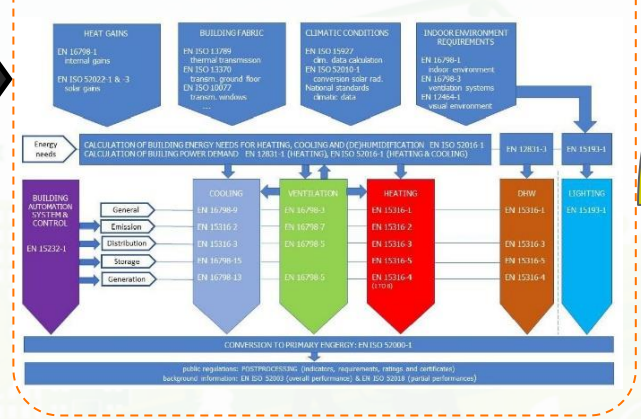 HEAT GAINS
EN 16798-1
internal gains
EN ISO 52022-1 & -3
solar gains
BUILDING FABRIC
EN ISO 13789
thermal transmisson
EN ISO 13370
transm. ground floor
EN ISO 10077
transm. windows
....
CLIMATIC CONDITIONS
EN ISO 15927
clim. data calculation
EN ISO 52010-1
conversion solar rad.
National standards
climatic data
INDOOR ENVIRONMENT
REQUIREMENTS
EN 16798-1
indoor environment
EN 16798-3
ventilation systems
EN 12464-1
visual environment
Energy
needs
CALCULATION OF BUILDING ENERGY NEEDS FOR HEATING, COOLING AND (DE)HUMIDIFICATION EN ISO 52016-1
CALCULATION OF BUILING POWER DEMAND EN 12831-1 (HEATING), EN ISO 52016-1 (HEATING & COOLING)
EN 12831-3
EN 15193-1
BUILDING
AUTOMATION
SYSTEM &
CONTROL
EN 15232-1
General
Emission
Distribution
Storage
Generation
COOLING
EN 16798-9
EN 15316-2
EN 15316-3
EN 16798-15
EN 16798-13
VENTILATION
EN 16798-3
EN 16798-7
EN 16798-5
EN 16798-5
HEATING
EN 15316-1
EN 15316-2
EN 15316-3
EN 15316-5
EN 15316-4
DHW
EN 15316-1
EN 15316-3
EN 15316-5
EN 15316-4
LIGHTING
EN 15193-1
CONVERSION TO PRIMARY ENGERGY: EN ISO 52000-1
public regulations: POSTPROCESSING (indicators, requirements, ratings and certificates)
background information: EN ISO 52003 (overall performance) & EN ISO 52018 (partial performances)